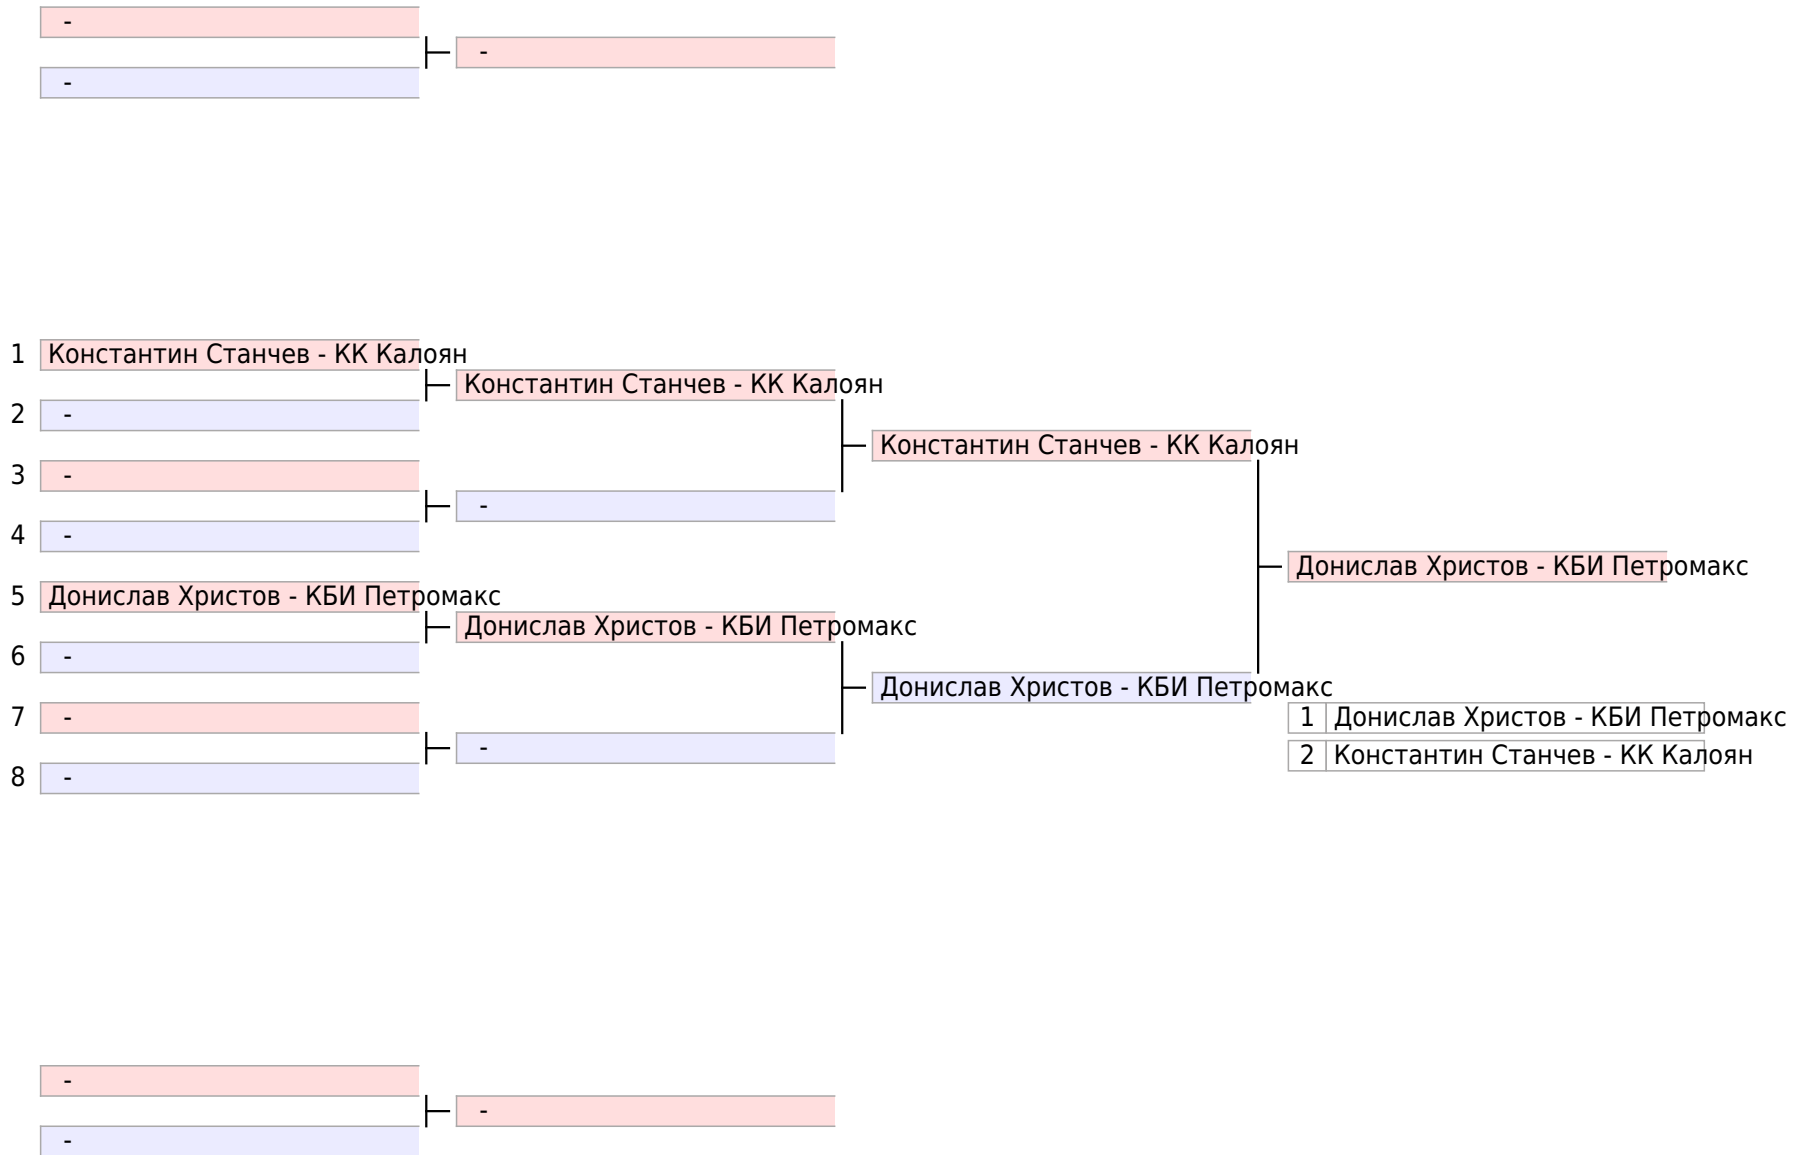 -
-
-
1 Константин Станчев - КК Калоян
Константин Станчев - КК Калоян
2 -
Константин Станчев - КК Калоян
3 -
-
4 -
Донислав Христов - КБИ Петромакс
5 Донислав Христов - КБИ Петромакс
Донислав Христов - КБИ Петромакс
6 -
Донислав Христов - КБИ Петромакс
7 -
1 Донислав Христов - КБИ Петромакс
-
2 Константин Станчев - КК Калоян
8 -
-
-
-